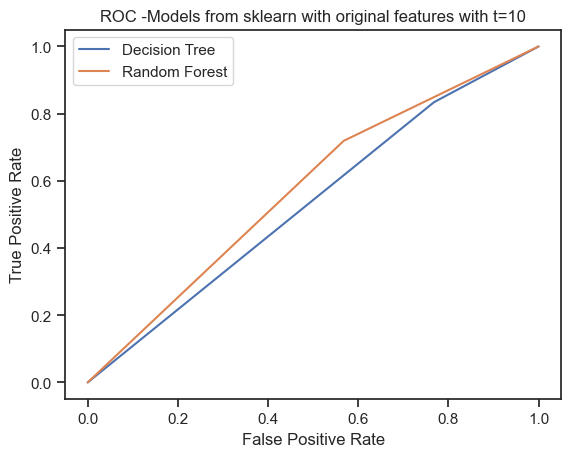 ROC -Models from sklearn with original features with t=10
Decision Tree
Random Forest
1.0
0.8
0.6
0.4
0.2
0.0
True Positive Rate
0.0 0.2 0.4 0.6 0.8 1.0
False Positive Rate